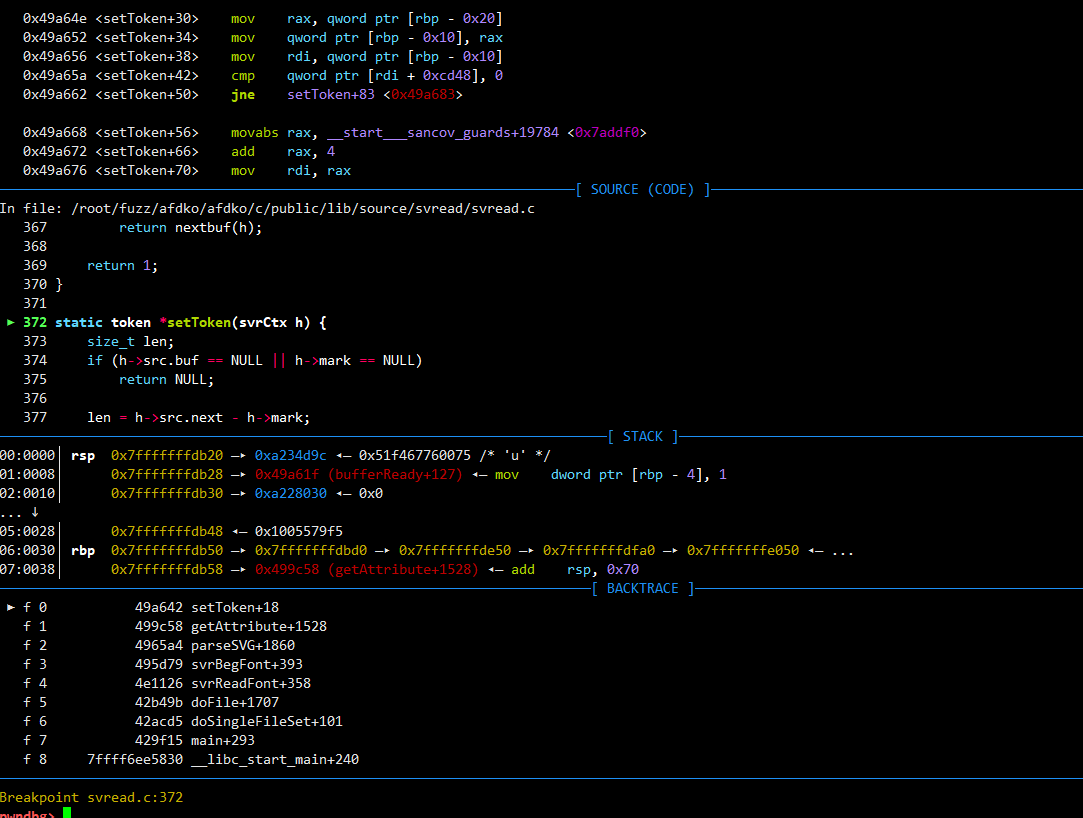 0x49a64e <setToken+30>    mov    rax, qword ptr [rbp - 0x20]
0x49a652 <setToken+34>    mov    qword ptr [rbp - 0x10], rax
0x49a656 <setToken+38>    mov    rdi, qword ptr [rbp - 0x10]
0x49a65a <setToken+42>    cmp    qword ptr [rdi + 0xcd48], 0
0x49a662 <setToken+50>    jne    setToken+83 <0x49a683>
0x49a668 <setToken+56>    movabs rax, __start___sancov_guards+19784 <0x7addf0>
0x49a672 <setToken+66>    add    rax, 4
0x49a676 <setToken+70>    mov    rdi, rax
[ SOURCE (CODE) ]
In file: /root/fuzz/afdko/afdko/c/public/lib/source/svread/svread.c
367         return nextbuf(h);
368
369     return 1;
370 }
371
► 372 static token *setToken(svrCtx h) {
373     size_t len;
374     if (h->src.buf == NULL || h->mark == NULL)
375         return NULL;
376
377     len = h->src.next - h->mark;
[ STACK ]
00:0000│ rsp  0x7fffffffdb20 —▸ 0xa234d9c ◂— 0x51f467760075 /* 'u' */
01:0008│      0x7fffffffdb28 —▸ 0x49a61f (bufferReady+127) ◂— mov    dword ptr [rbp - 4], 1
02:0010│      0x7fffffffdb30 —▸ 0xa228030 ◂— 0x0
... ↓
05:0028│      0x7fffffffdb48 ◂— 0x1005579f5
06:0030│ rbp  0x7fffffffdb50 —▸ 0x7fffffffdbd0 —▸ 0x7fffffffde50 —▸ 0x7fffffffdfa0 —▸ 0x7fffffffe050 ◂— ...
07:0038│      0x7fffffffdb58 —▸ 0x499c58 (getAttribute+1528) ◂— add    rsp, 0x70
[ BACKTRACE ]
► f 0           49a642 setToken+18
f 1           499c58 getAttribute+1528
f 2           4965a4 parseSVG+1860
f 3           495d79 svrBegFont+393
f 4           4e1126 svrReadFont+358
f 5           42b49b doFile+1707
f 6           42acd5 doSingleFileSet+101
f 7           429f15 main+293
f 8     7ffff6ee5830 __libc_start_main+240
Breakpoint svread.c:372
pwndbg>